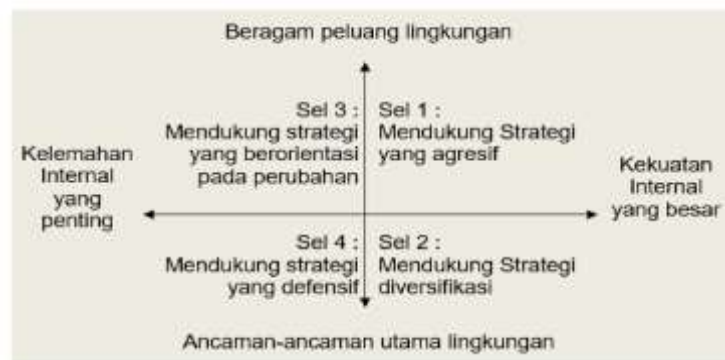 Beragam peluang lingkungan
Sel 3 :
Mendukung strategi
yang berorientasi
pada perubahan
Sel 1 :
Mendukung Strategi
yang agresif
Kelemahan
Internal
yang
penting
Kekuatan
Internal
yang besar
Sel 4 :
Mendukung strategi
yang defensif
Sel 2 :
Mendukung Strategi
diversifikasi
Ancaman-ancaman utama lingkungan